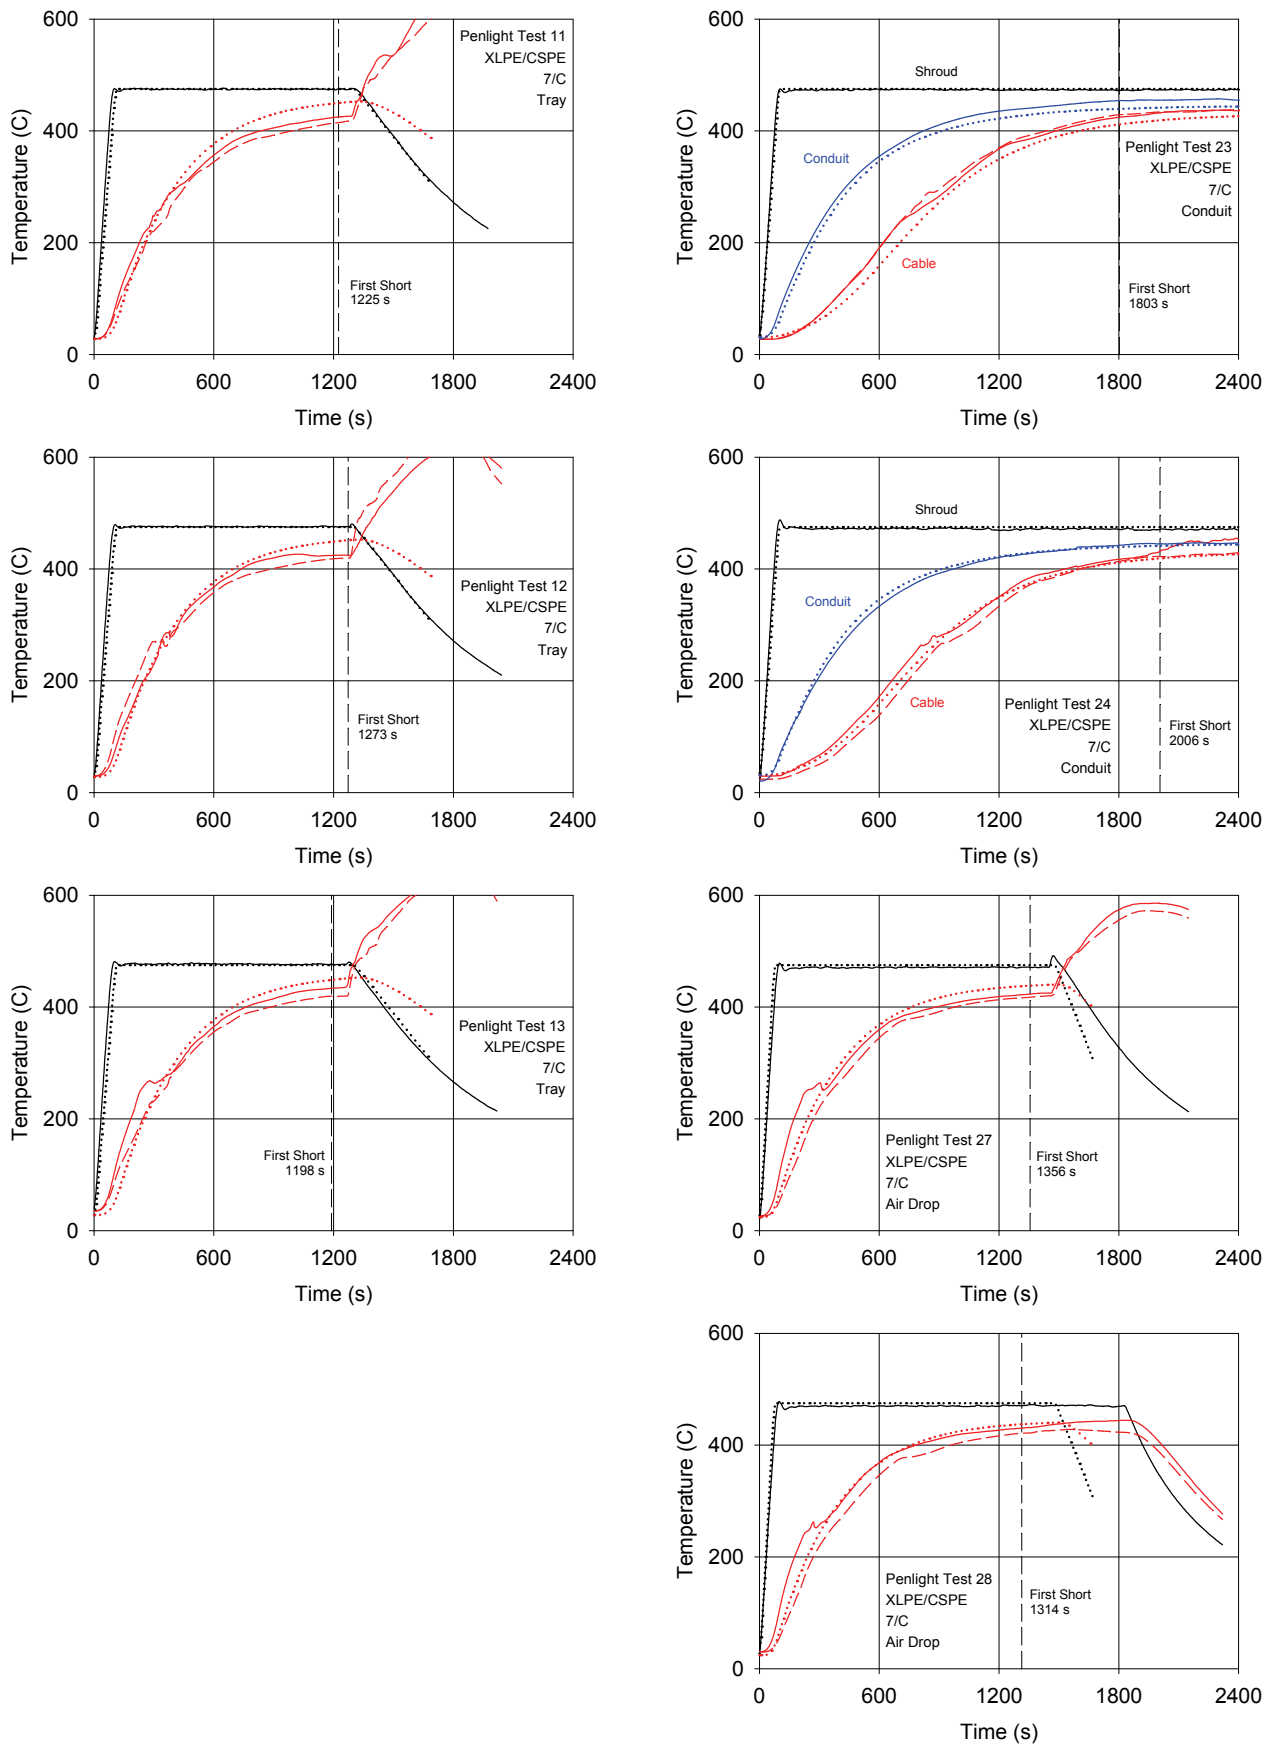 600
400
200
0
Temperature (C)
Penlight Test 11
XLPE/CSPE
7/C
Tray
First Short
1225 s
0 600 1200 1800 2400
Time (s)
600
400
200
0
Temperature (C)
Shroud
Conduit
Cable
Penlight Test 23
XLPE/CSPE
7/C
Conduit
First Short
1803 s
0 600 1200 1800 2400
Time (s)
600
400
200
0
Temperature (C)
Penlight Test 12
XLPE/CSPE
7/C
Tray
First Short
1273 s
0 600 1200 1800 2400
Time (s)
600
400
200
0
Temperature (C)
Shroud
Conduit
Cable
Penlight Test 24
XLPE/CSPE
7/C
Conduit
First Short
2006 s
0 600 1200 1800 2400
Time (s)
600
400
200
0
Temperature (C)
Penlight Test 13
XLPE/CSPE
7/C
Tray
First Short
1198 s
0 600 1200 1800 2400
Time (s)
600
400
200
0
Temperature (C)
Penlight Test 27
XLPE/CSPE
7/C
Air Drop
First Short
1356 s
0 600 1200 1800 2400
Time (s)
600
400
200
0
Temperature (C)
Penlight Test 28
XLPE/CSPE
7/C
Air Drop
First Short
1314 s
0 600 1200 1800 2400
Time (s)